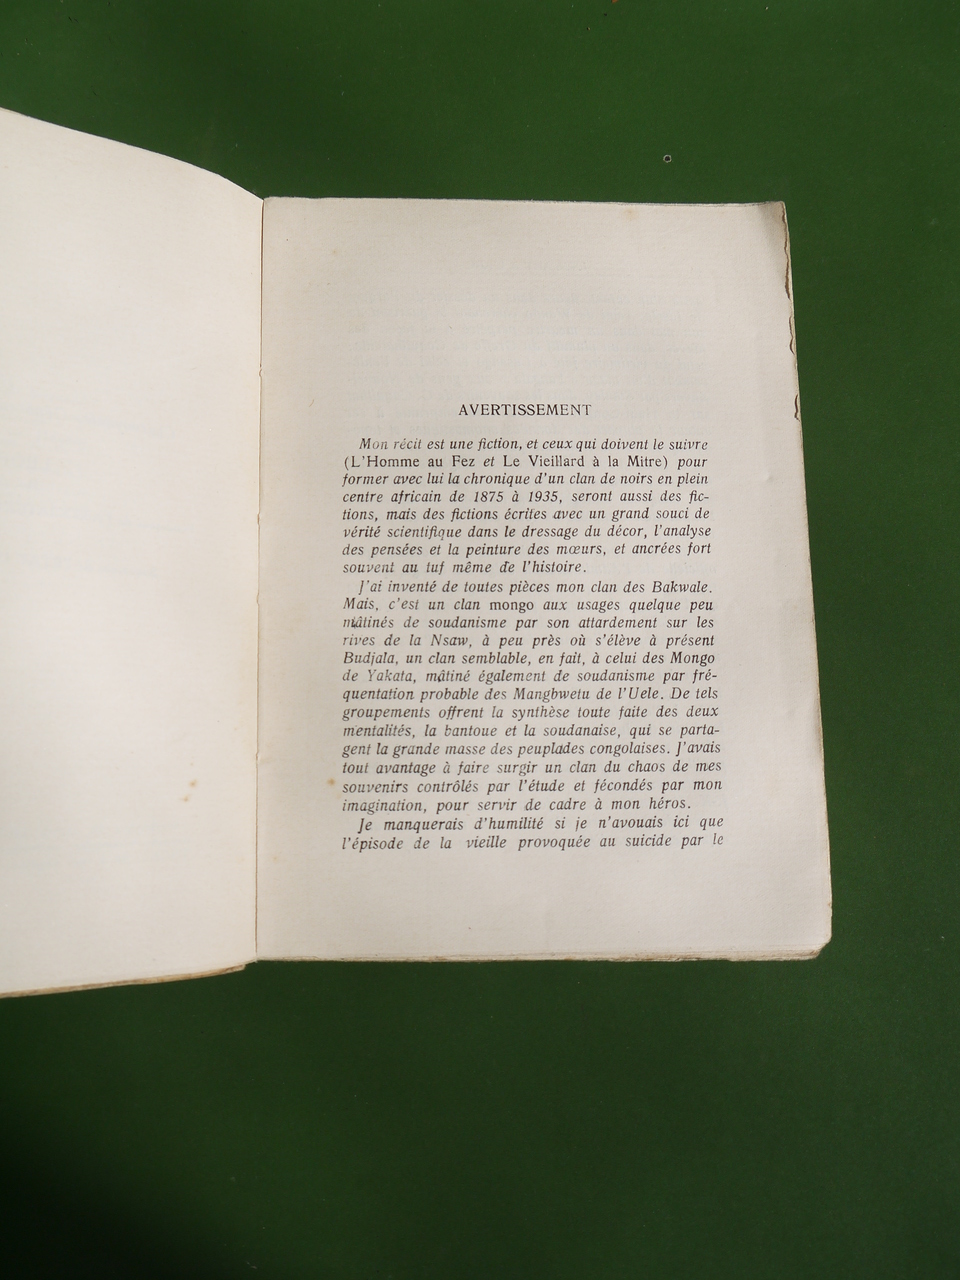 AVERTISSEMENT
Mon récit est une fiction, et ceux qui doivent le suivre
(L'Homme au Fez et Le Vieillard à la Mitre) pour
former avec lui la chronique d'un clan de noirs en plein
centre africain de 1875 à 1935, seront aussi des fic-
tions, mais des fictions écrites avec un grand souci de
vérité scientifique dans le dressage du décor, l'analyse
des pensées et la peinture des mœurs, et ancrées fort
souvent au tuf même de l'histoire.
J'ai inventé de toutes pièces mon clan des Bakwale.
Mais, c'est un clan mongo aux usages quelque peu
mâtinés de soudanisme par son attardement sur les
rives de la Nsaw, à peu près où s'élève à présent
Budjala, un clan semblable, en fait, à celui des Mongo
de Yakata, mâtiné également de soudanisme par fré-
quentation probable des Mangbwetu de l'Uele. De tels
groupements offrent la synthèse toute faite des deux
mentalités, la bantoue et la soudanaise, qui se parta-
gent la grande masse des peuplades congolaises. J'avais
tout avantage à faire surgir un clan du chaos de mes
souvenirs contrôlés par l'étude et fécondés par mon
imagination, pour servir de cadre à mon héros.
Je manquerais d'humilité si je n'avouais ici que
l'épisode de la vieille provoquée au suicide par le